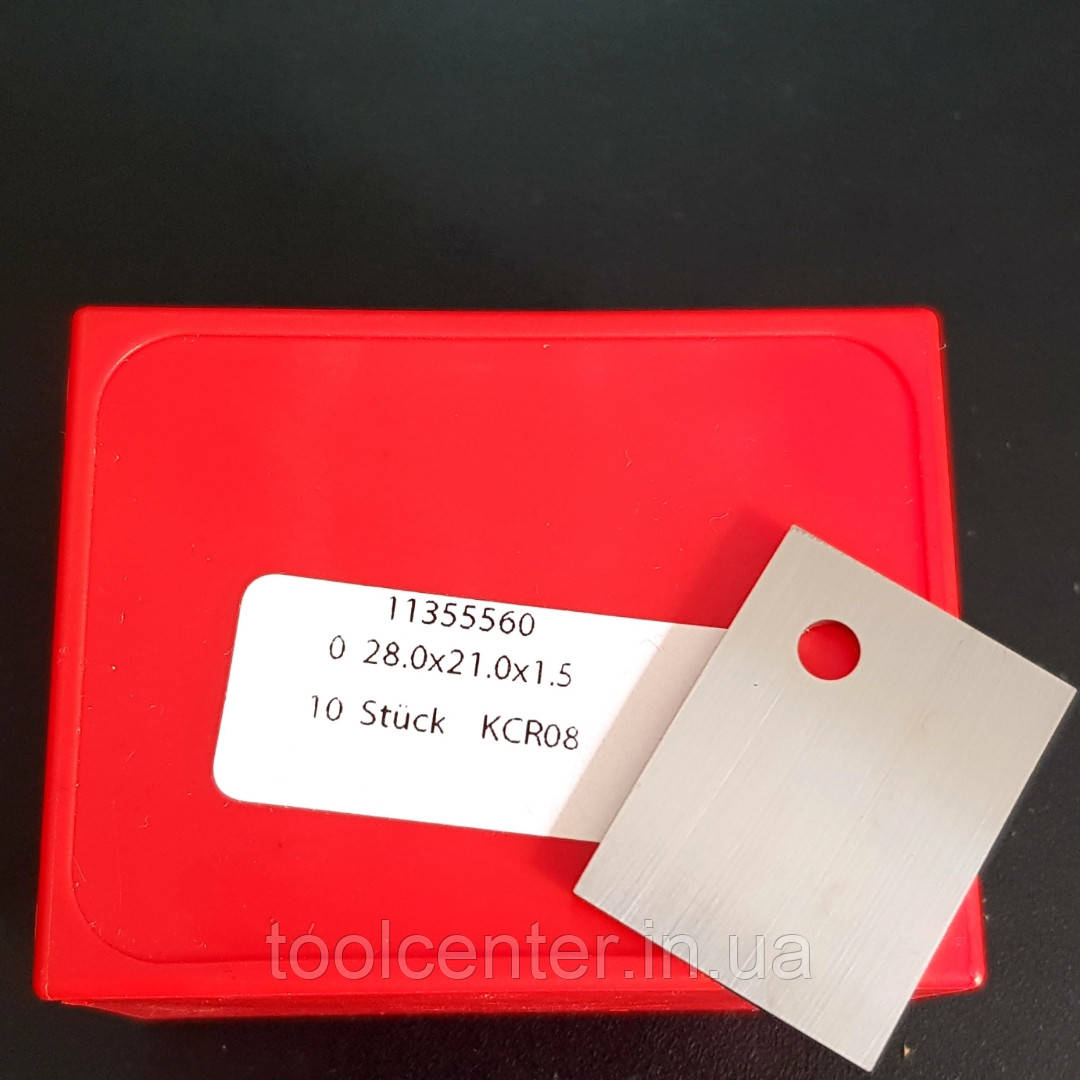 11355560
0 28.0x21.0x1.5
10 Stück KCR08
toolcenter.in.ua